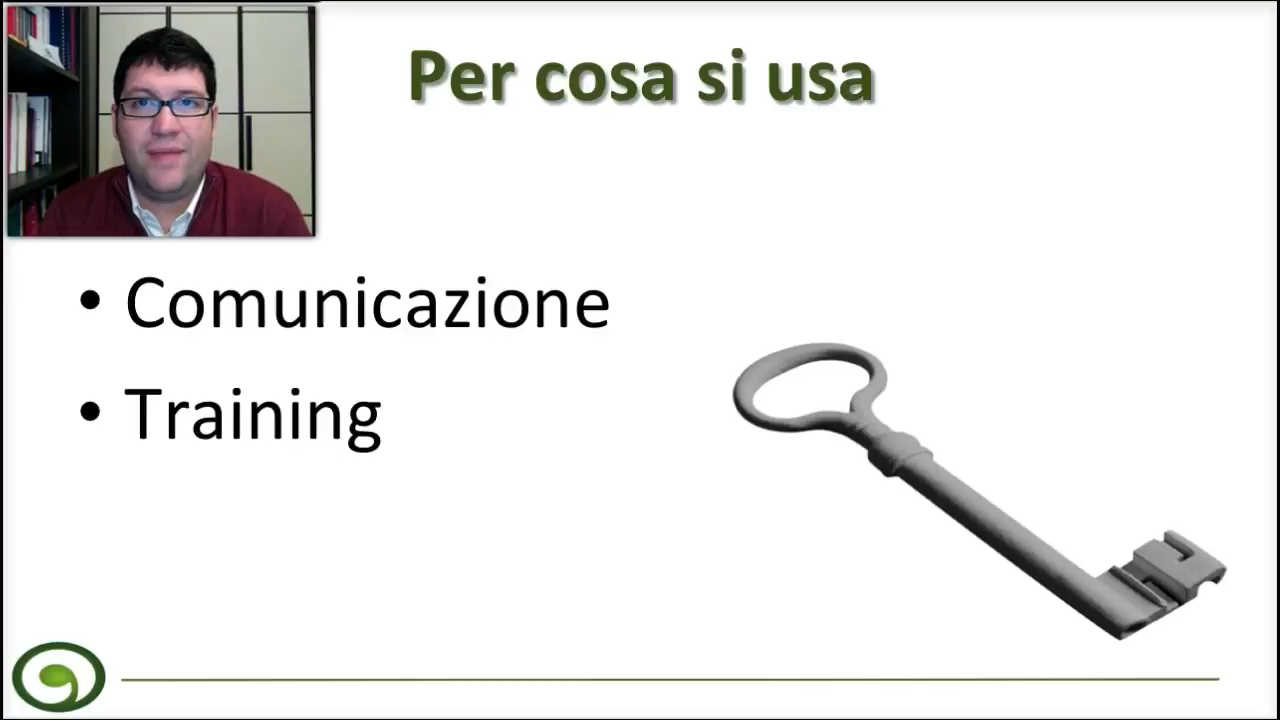 Per cosa si usa
• Comunicazione
• Training